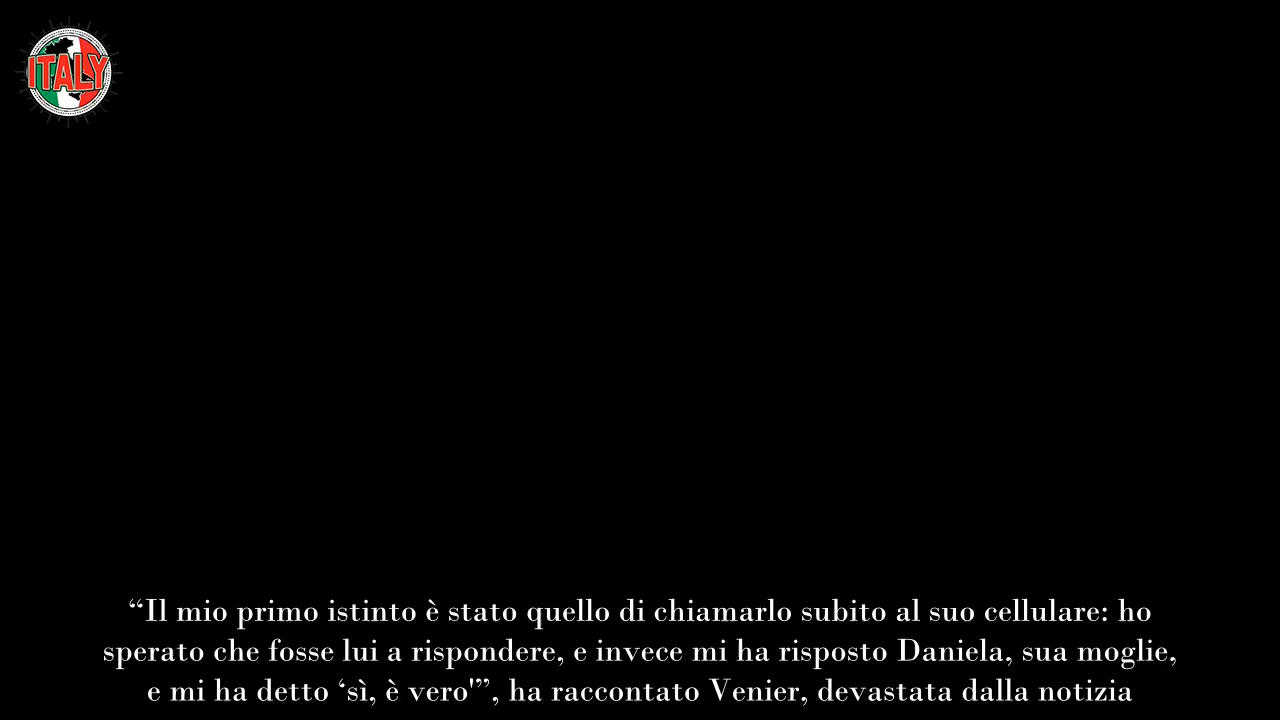 ITALY
“Il mio primo istinto è stato quello di chiamarlo subito al suo cellulare: ho
sperato che fosse lui a rispondere, e invece mi ha risposto Daniela, sua moglie,
e mi ha detto ‘sì, è vero'”, ha raccontato Venier, devastata dalla notizia